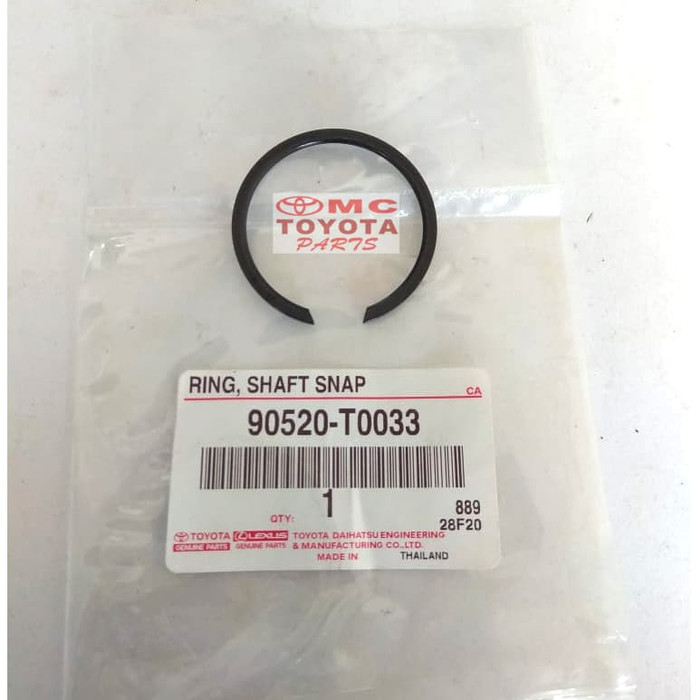 MC
TOYOTA
PARTS
RING, SHAFT SNAP
CA
90520-T0033
QTY: 1
889
28F20
TOYOTA
GENUINE PARTS
LEXUS
GENUINE PARTS
TOYOTA DAIHATSU ENGINEERING
& MANUFACTURING CO.,LTD.
MADE IN THAILAND